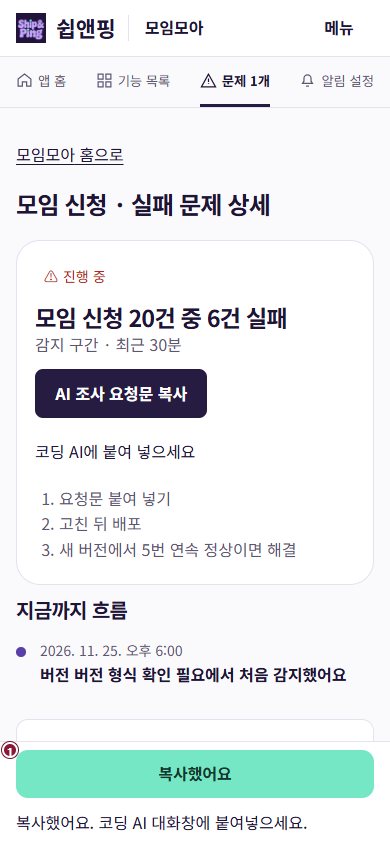 Ship& Ping
쉽앤핑
모임모아
메뉴
앱 홈
기능 목록
문제 1개
알림 설정
모임모아 홈으로
모임 신청 · 실패 문제 상세
진행 중
모임 신청 20건 중 6건 실패
감지 구간 · 최근 30분
AI 조사 요청문 복사
코딩 AI에 붙여 넣으세요
1. 요청문 붙여 넣기
2. 고친 뒤 배포
3. 새 버전에서 5번 연속 정상이면 해결
지금까지 흐름
2026. 11. 25. 오후 6:00
버전 버전 형식 확인 필요에서 처음 감지했어요
1
복사했어요
복사했어요. 코딩 AI 대화창에 붙여넣으세요.